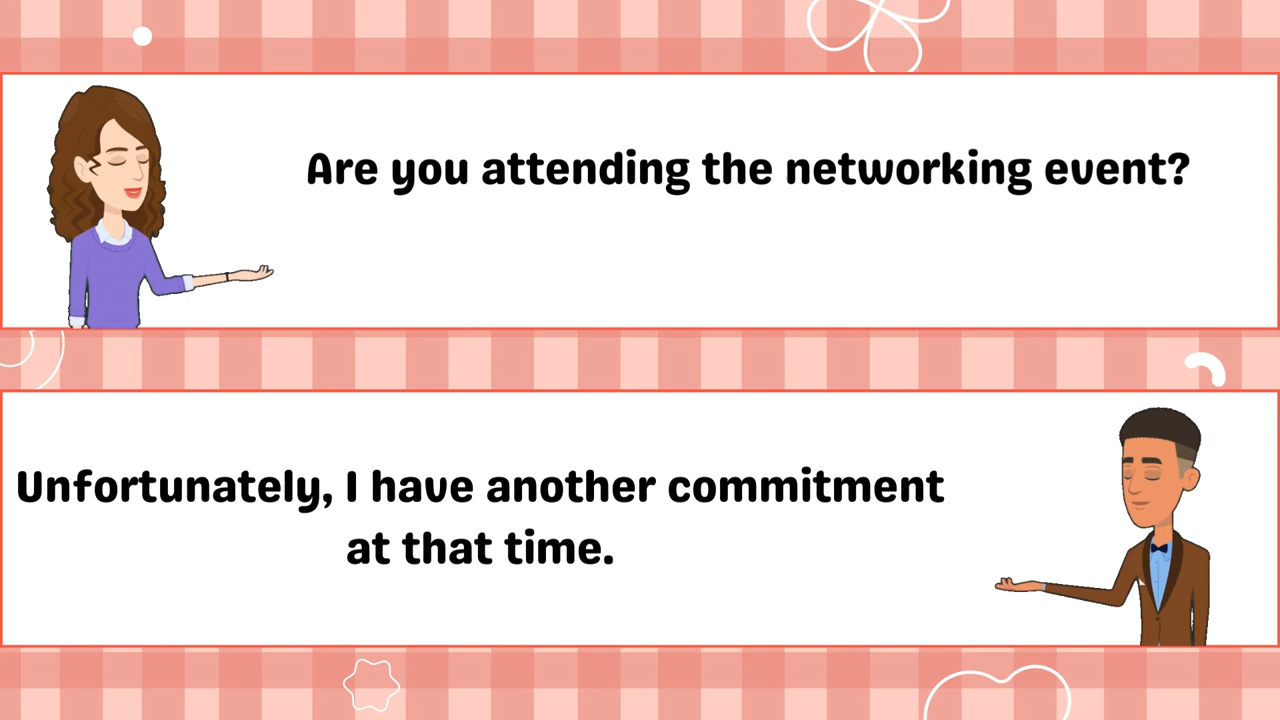 Are you attending the networking event?
Unfortunately, I have another commitment
at that time.